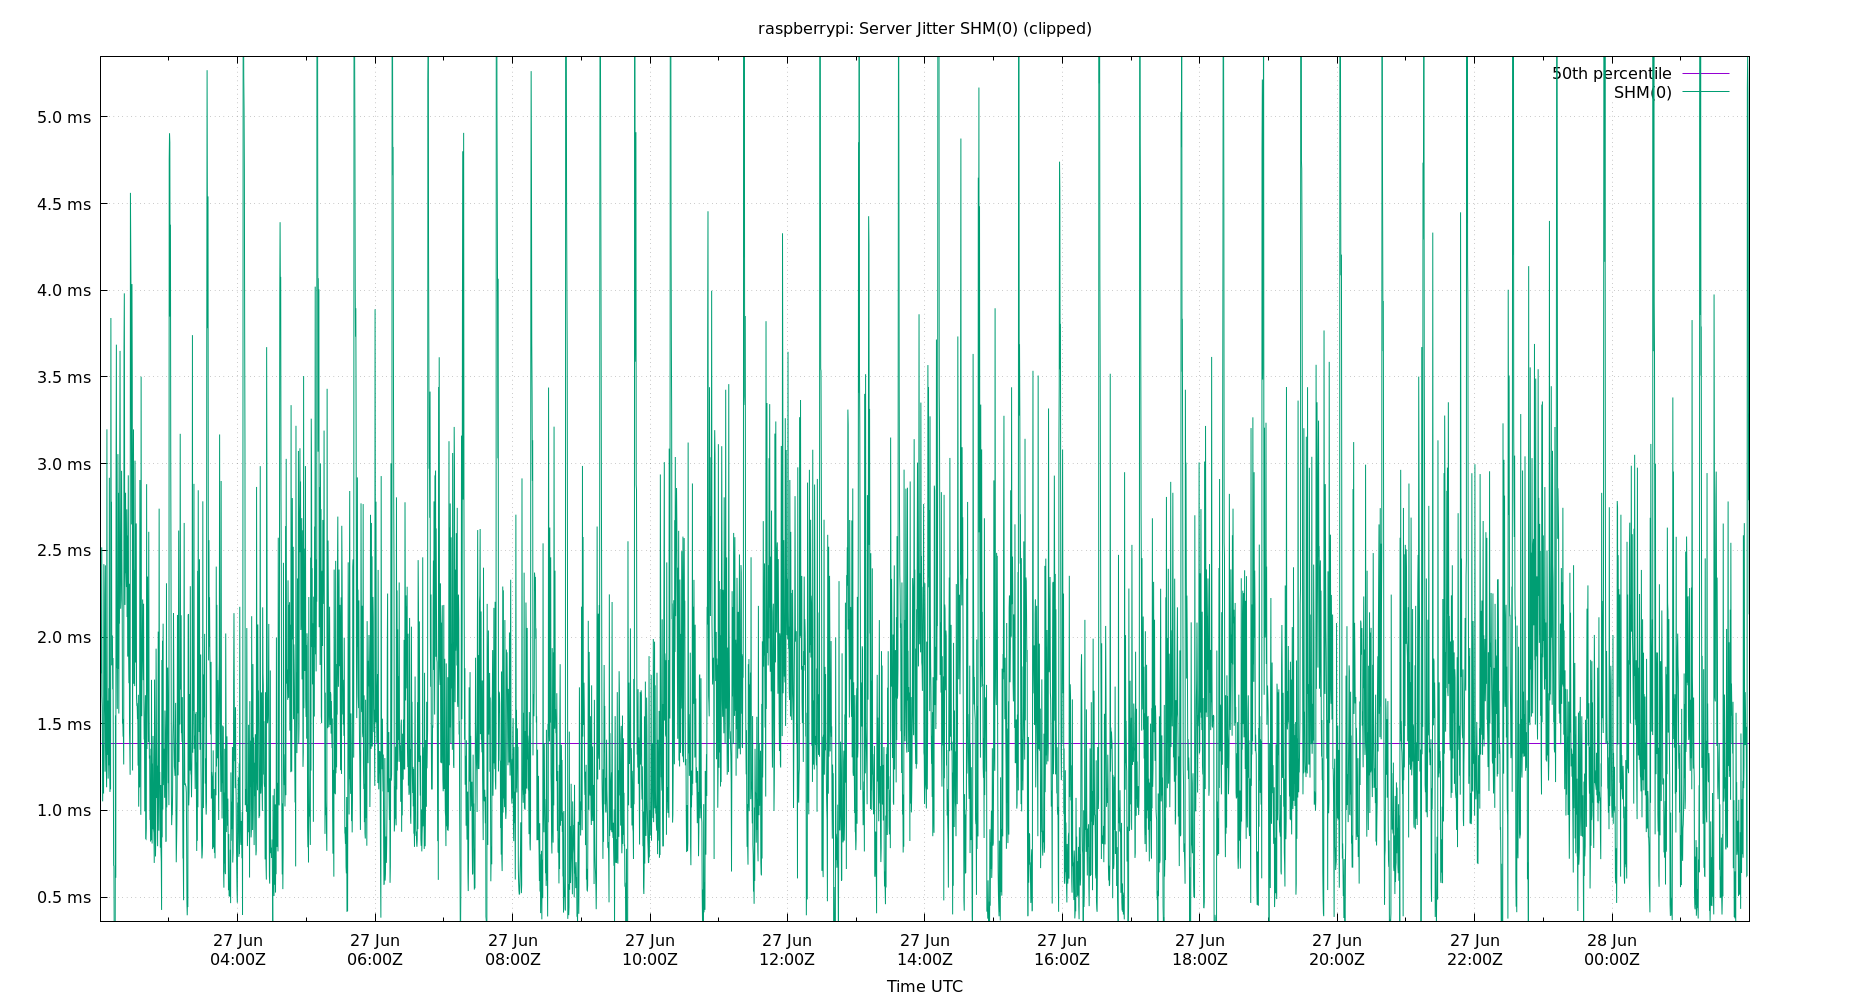 raspberrypi: Server Jitter SHM(0) (clipped)
50th percentile
SHM(0)
5.0 ms
4.5 ms
4.0 ms
3.5 ms
3.0 ms
2.5 ms
2.0 ms
1.5 ms
1.0 ms
0.5 ms
27 Jun 27 Jun 27 Jun 27 Jun 27 Jun 27 Jun 27 Jun 27 Jun 27 Jun 27 Jun 28 Jun
04:00Z 06:00Z 08:00Z 10:00Z 12:00Z 14:00Z 16:00Z 18:00Z 20:00Z 22:00Z 00:00Z
Time UTC